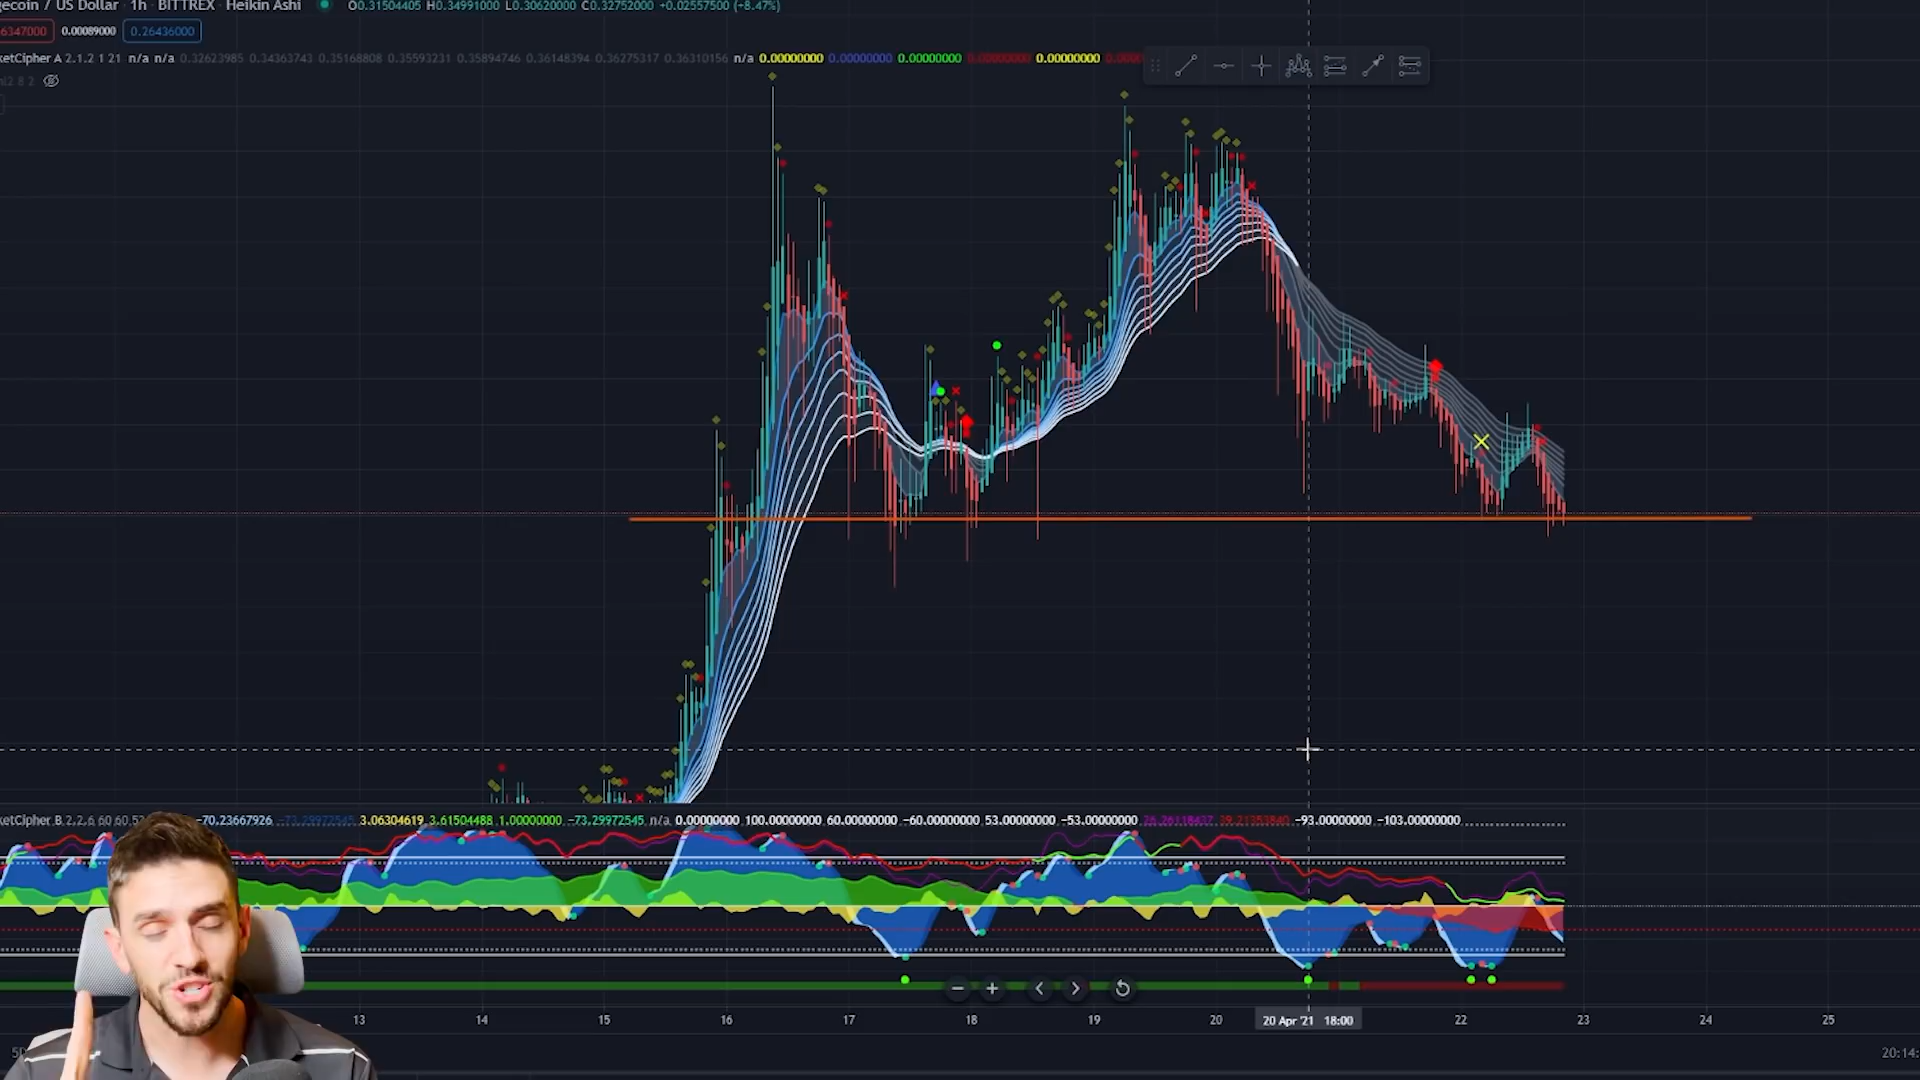 gecoin / US Dollar · 1h · BITTREX · Heikin Ashi O0.31504405 H0.34991000 L0.30620000 C0.32752000 +0.02557500 (+8.47%)
6347000 0.00089000 0.26436000
ketCipher A 2.1.2 1 21 n/a n/a 0.32623985 0.34363743 0.35168808 0.35593231 0.35894746 0.36148394 0.36275317 0.36310156 n/a 0.00000000 0.00000000 0.00000000 0.00000000 0.00000000
2 8 2
ketCipher B 2.2.6 60 60 −70.23667926 −73.29972545 3.06304619 3.61504488 1.00000000 −73.29972545 n/a 0.00000000 100.00000000 60.00000000 −60.00000000 53.00000000 −53.00000000 −93.00000000 −103.00000000
13 14 15 16 17 18 19 20 20 Apr '21 18:00 22 23 24 25
5D 20:14: